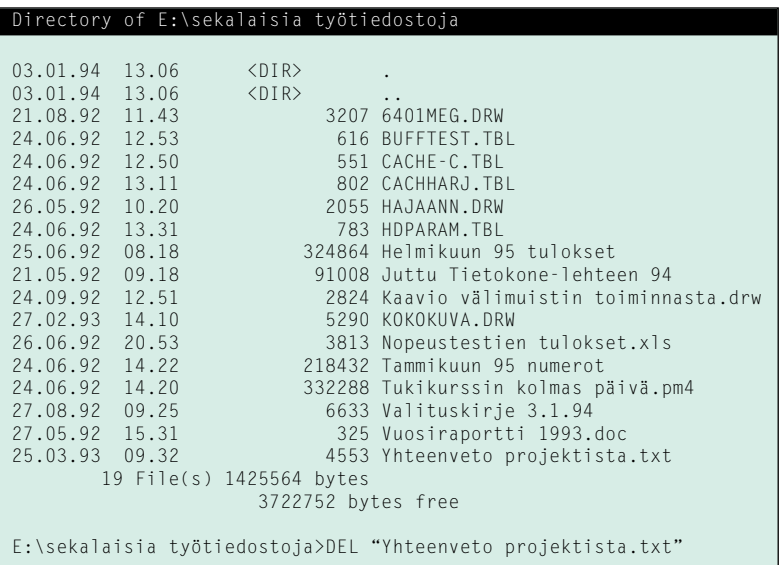 Directory of E:\sekalaisia työtiedostoja
03.01.94 13.06 <DIR> .
03.01.94 13.06 <DIR> ..
21.08.92 11.43 3207 6401MEG.DRW
24.06.92 12.53 616 BUFFTEST.TBL
24.06.92 12.50 551 CACHE-C.TBL
24.06.92 13.11 802 CACHHARJ.TBL
26.05.92 10.20 2055 HAJAANN.DRW
24.06.92 13.31 783 HDPARAM.TBL
25.06.92 08.18 324864 Helmikuun 95 tulokset
21.05.92 09.18 91008 Juttu Tietokone-lehteen 94
24.09.92 12.51 2824 Kaavio välimuistin toiminnasta.drw
27.02.93 14.10 5290 KOKOKUVA.DRW
26.06.92 20.53 3813 Nopeustestien tulokset.xls
24.06.92 14.22 218432 Tammikuun 95 numerot
24.06.92 14.20 332288 Tukikurssin kolmas päivä.pm4
27.08.92 09.25 6633 Valituskirje 3.1.94
27.05.92 15.31 325 Vuosiraportti 1993.doc
25.03.93 09.32 4553 Yhteenveto projektista.txt
19 File(s) 1425564 bytes
3722752 bytes free
E:\sekalaisia työtiedostoja>DEL “Yhteenveto projektista.txt”